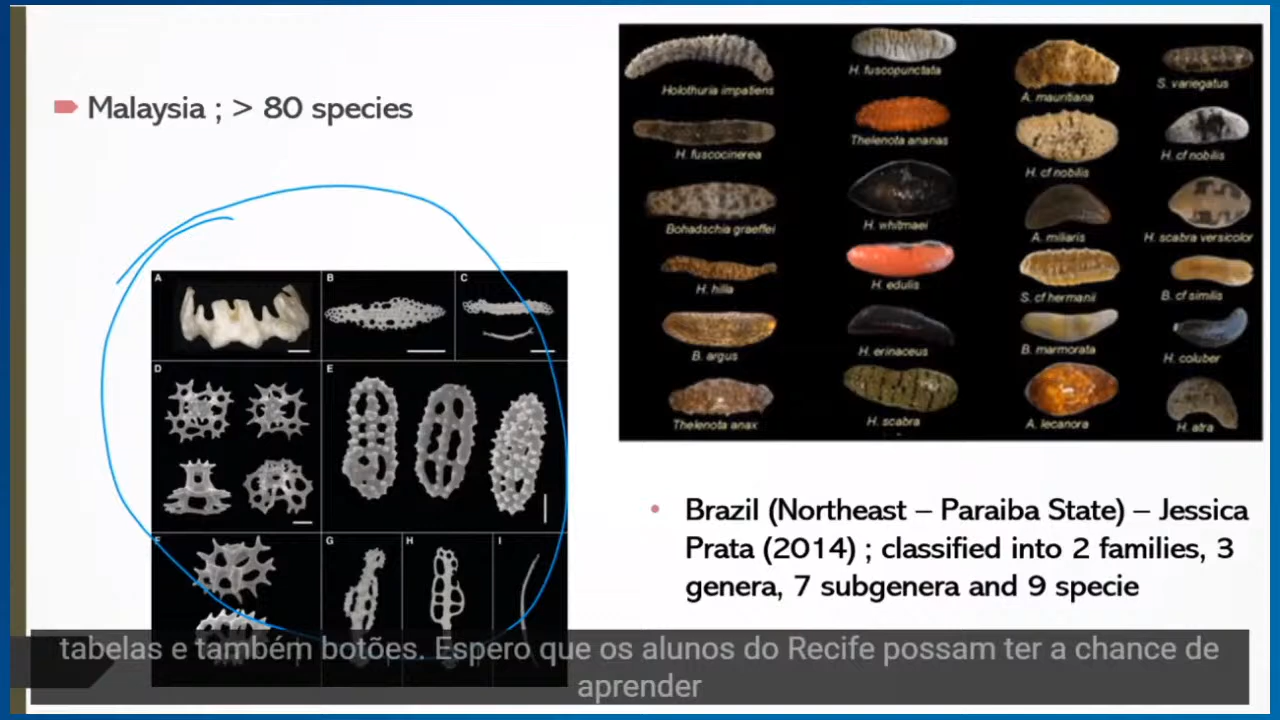 Malaysia ; > 80 species
Holothuria impatiens
H. fuscopunctata
A. mauritiana
S. variegatus
H. fuscocinerea
Thelenota ananas
H. cf nobilis
H. cf nobilis
Bohadschia graeffei
H. whitmaei
A. miliaris
H. scabra versicolor
H. hilla
H. edulis
S. cf hermanii
B. cf similis
B. argus
H. erinaceus
B. marmorata
H. coluber
Thelenota anax
H. scabra
A. lecanora
H. atra
A
B
C
D
E
F
G
H
I
Brazil (Northeast – Paraiba State) – Jessica
Prata (2014) ; classified into 2 families, 3
genera, 7 subgenera and 9 specie
tabelas e também botões. Espero que os alunos do Recife possam ter a chance de
aprender